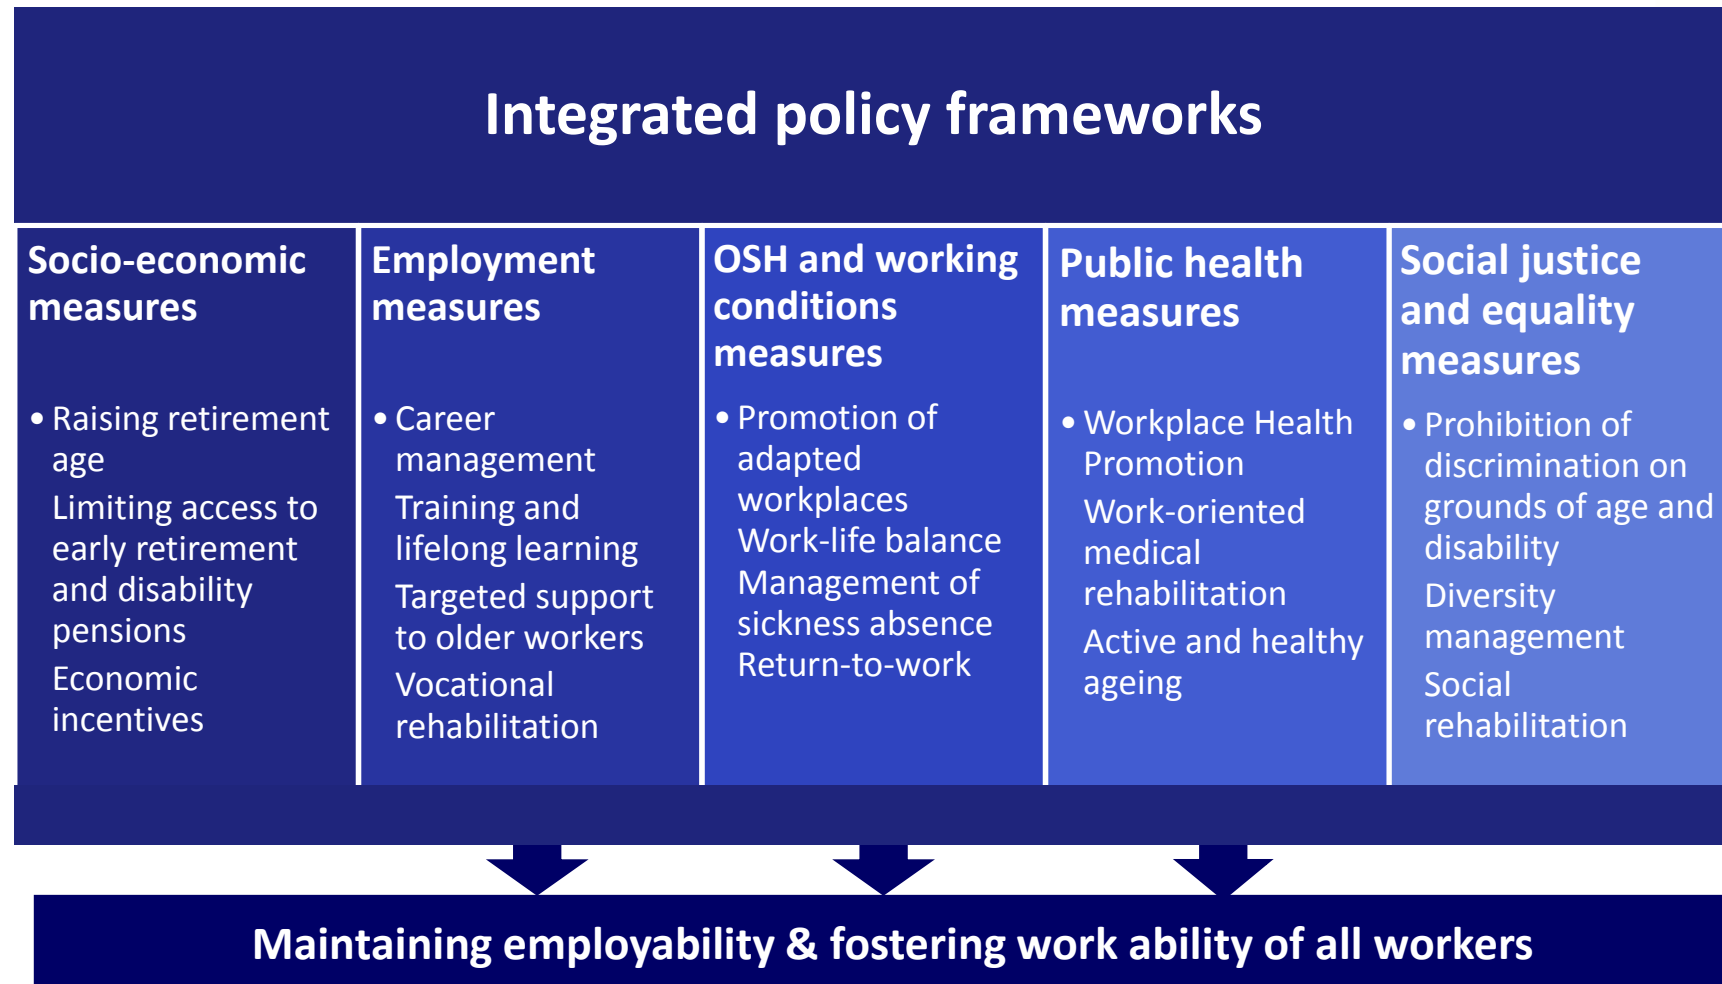 Integrated policy frameworks
Socio-economic
measures
• Raising retirement
age
Limiting access to
early retirement
and disability
pensions
Economic
incentives
Employment
measures
• Career
management
Training and
lifelong learning
Targeted support
to older workers
Vocational
rehabilitation
OSH and working
conditions
measures
• Promotion of
adapted
workplaces
Work-life balance
Management of
sickness absence
Return-to-work
Public health
measures
• Workplace Health
Promotion
Work-oriented
medical
rehabilitation
Active and healthy
ageing
Social justice
and equality
measures
• Prohibition of
discrimination on
grounds of age and
disability
Diversity
management
Social
rehabilitation
Maintaining employability & fostering work ability of all workers